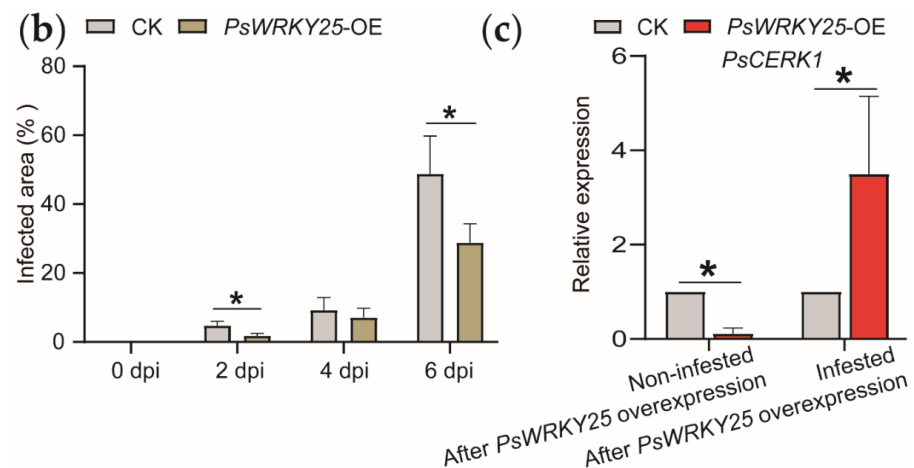 (b) CK PsWRKY25-OE
Infected area (% )
80
60
40
20
0
*
*
0 dpi 2 dpi 4 dpi 6 dpi
(c) CK PsWRKY25-OE
PsCERK1
Relative expression
6
4
2
0
*
*
Non-infested
After PsWRKY25 overexpression
Infested
After PsWRKY25 overexpression